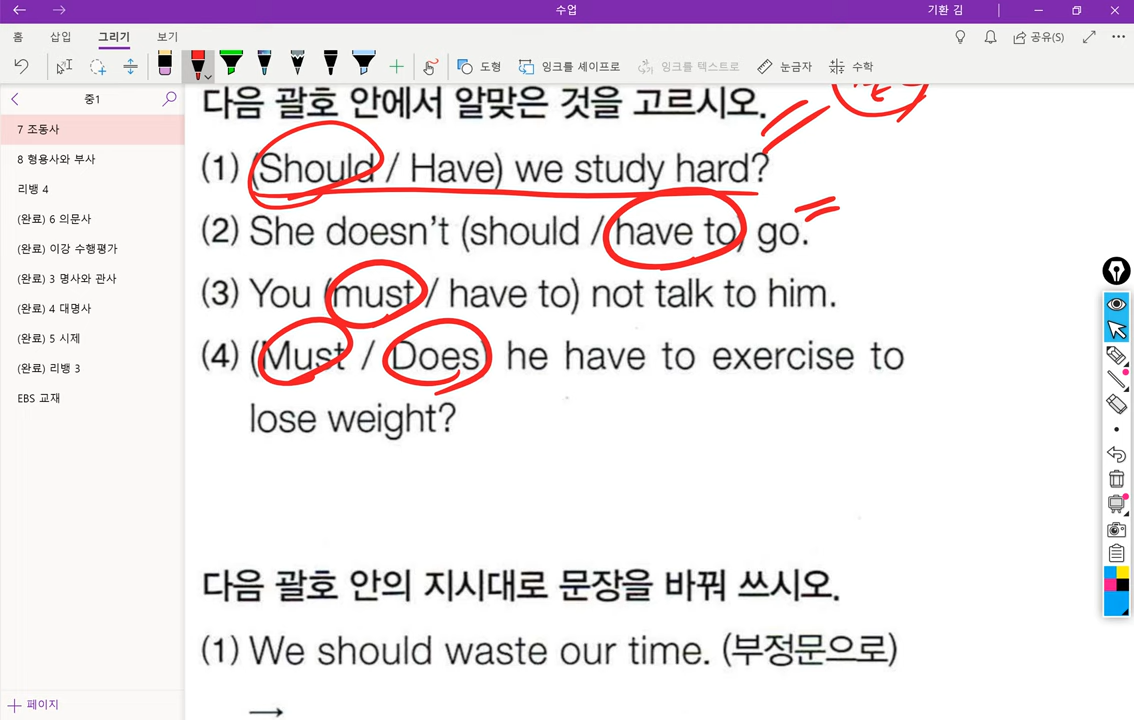 수업
기환 김
홈 삽입 그리기 보기
공유(S)
도형 잉크를 셰이프로 잉크를 텍스트로 눈금자 수학
중1
7 조동사
8 형용사와 부사
리뱅 4
(완료) 6 의문사
(완료) 이강 수행평가
(완료) 3 명사와 관사
(완료) 4 대명사
(완료) 5 시제
(완료) 리뱅 3
EBS 교재
페이지
다음 괄호 안에서 알맞은 것을 고르시오.
(1) (Should / Have) we study hard?
(2) She doesn't (should / have to) go.
(3) You (must / have to) not talk to him.
(4) (Must / Does) he have to exercise to
lose weight?
다음 괄호 안의 지시대로 문장을 바꿔 쓰시오.
(1) We should waste our time. (부정문으로)
→